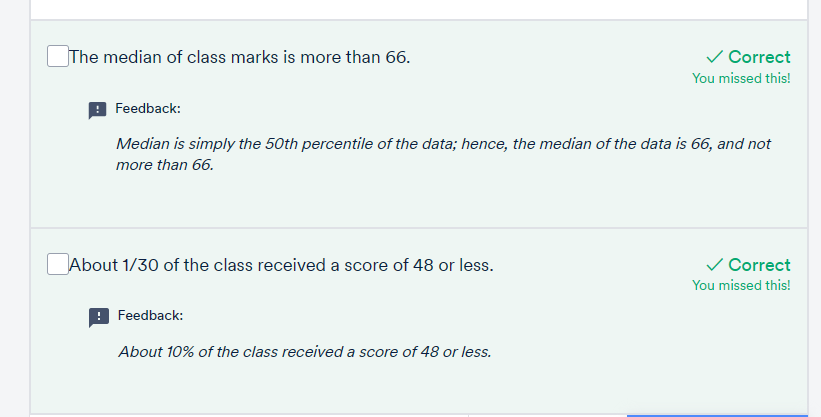 The median of class marks is more than 66.
✓ Correct
You missed this!
Feedback:
Median is simply the 50th percentile of the data; hence, the median of the data is 66, and not
more than 66.
About 1/30 of the class received a score of 48 or less.
✓ Correct
You missed this!
Feedback:
About 10% of the class received a score of 48 or less.